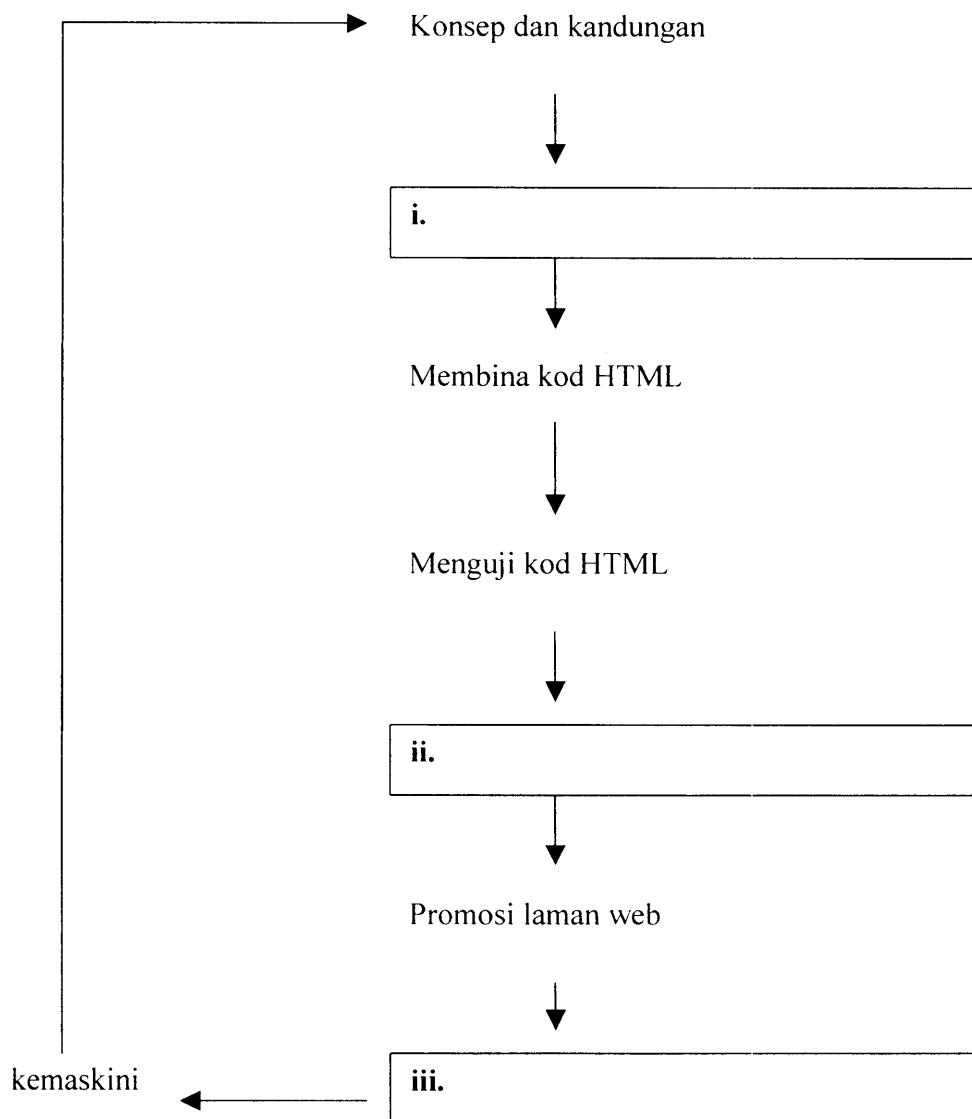 Konsep dan kandungan
i.
Membina kod HTML
Menguji kod HTML
ii.
Promosi laman web
kemaskini
iii.